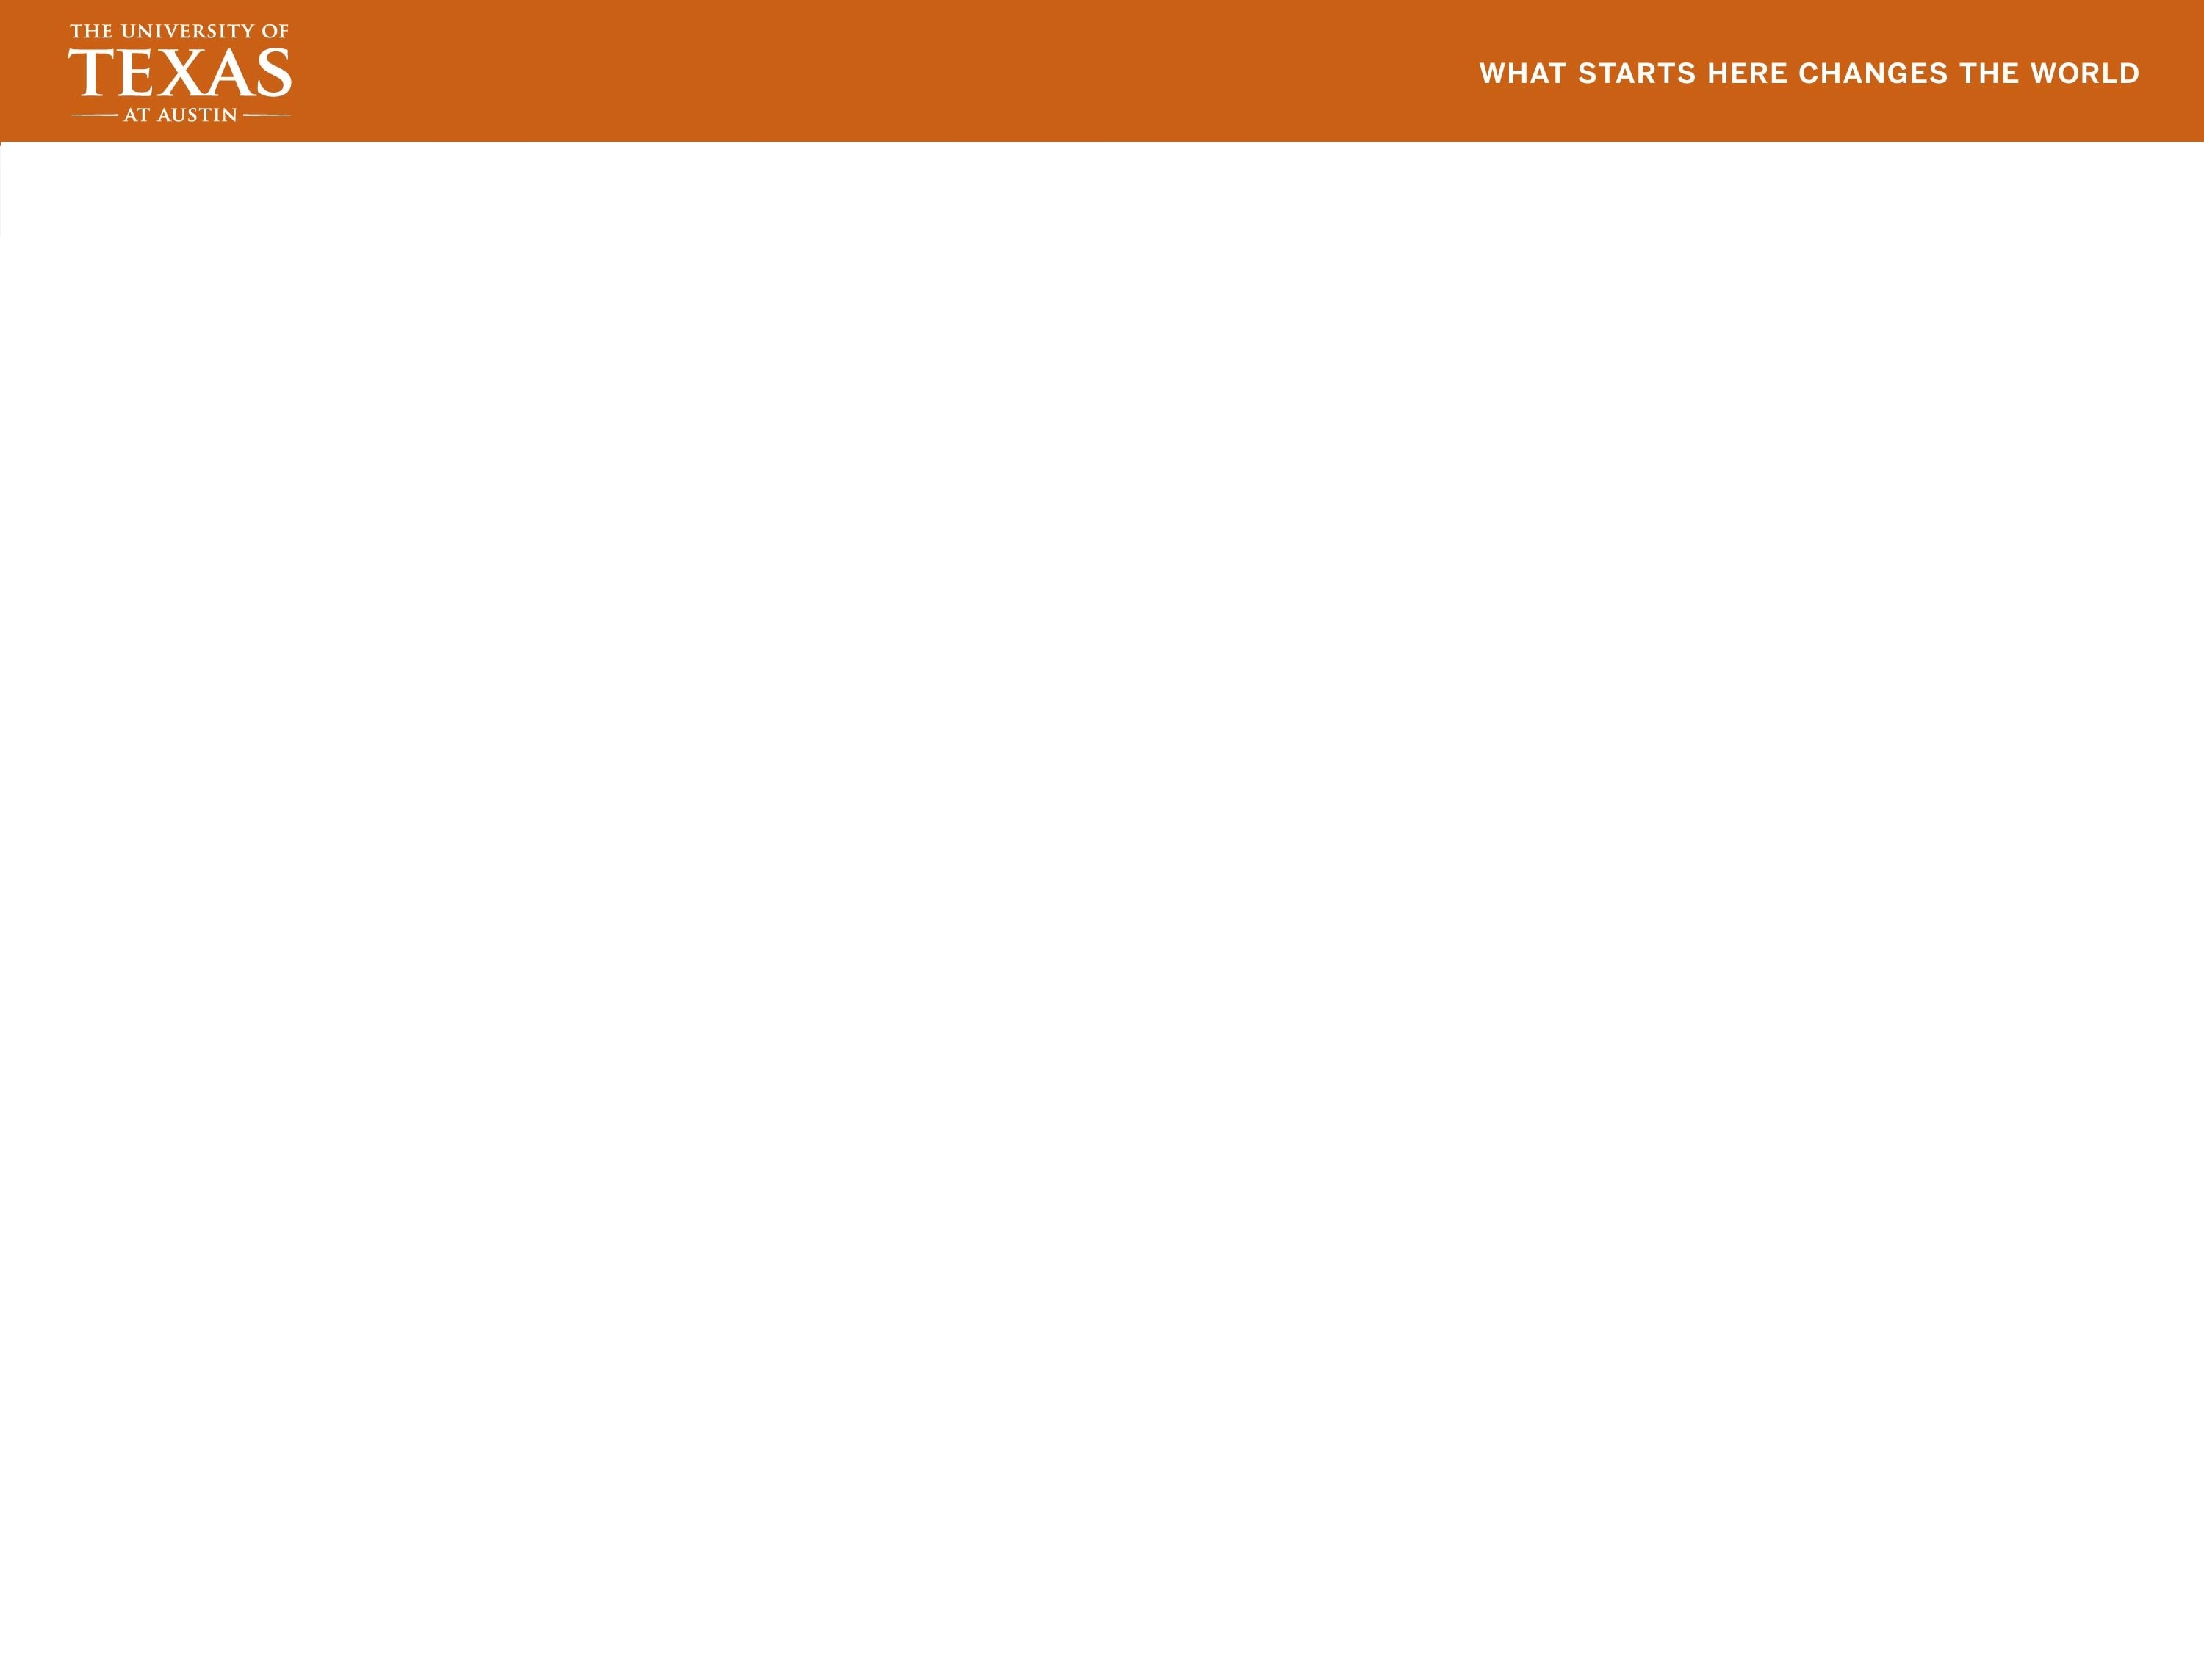 THE UNIVERSITY OF
TEXAS
AT AUSTIN
WHAT STARTS HERE CHANGES THE WORLD